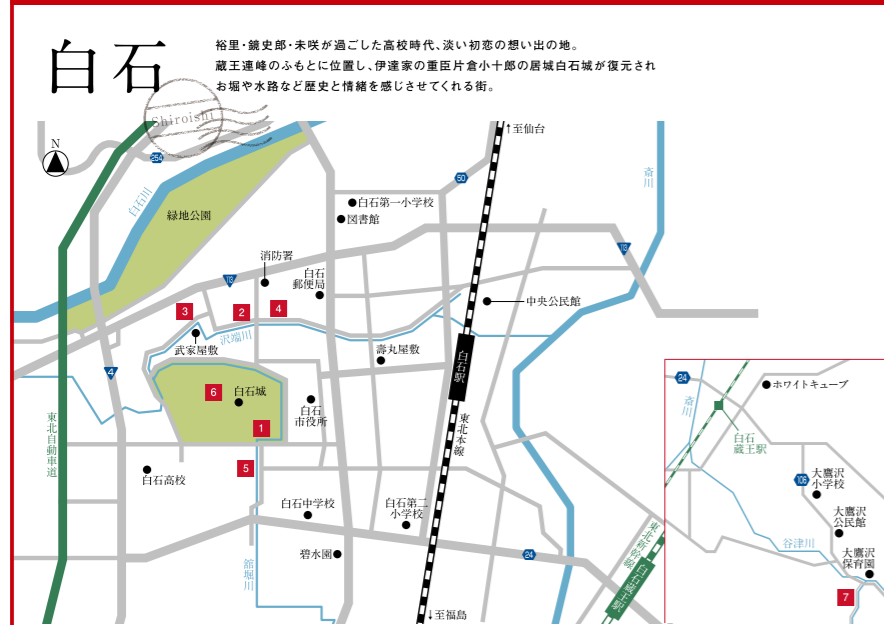 白石
裕里・鏡史郎・未咲が過ごした高校時代、淡い初恋の想い出の地。
蔵王連峰のふもとに位置し、伊達家の重臣片倉小十郎の居城白石城が復元され
お堀や水路など歴史と情緒を感じさせてくれる街。
Shiroishi
N
254
白石川
緑地公園
↑至仙台
50
斎川
白石第一小学校
図書館
113
消防署
113
白石
郵便局
中央公民館
3
2
4
沢端川
武家屋敷
壽丸屋敷
白石駅
4
6
白石城
白石
市役所
1
東北自動車道
東北本線
5
白石高校
白石中学校
白石第二
小学校
碧水園
24
舘堀川
↓至福島
東北新幹線
白石蔵王駅
24
斎川
ホワイトキューブ
白石
蔵王駅
106
大鷹沢
小学校
大鷹沢
公民館
谷津川
大鷹沢
保育園
7